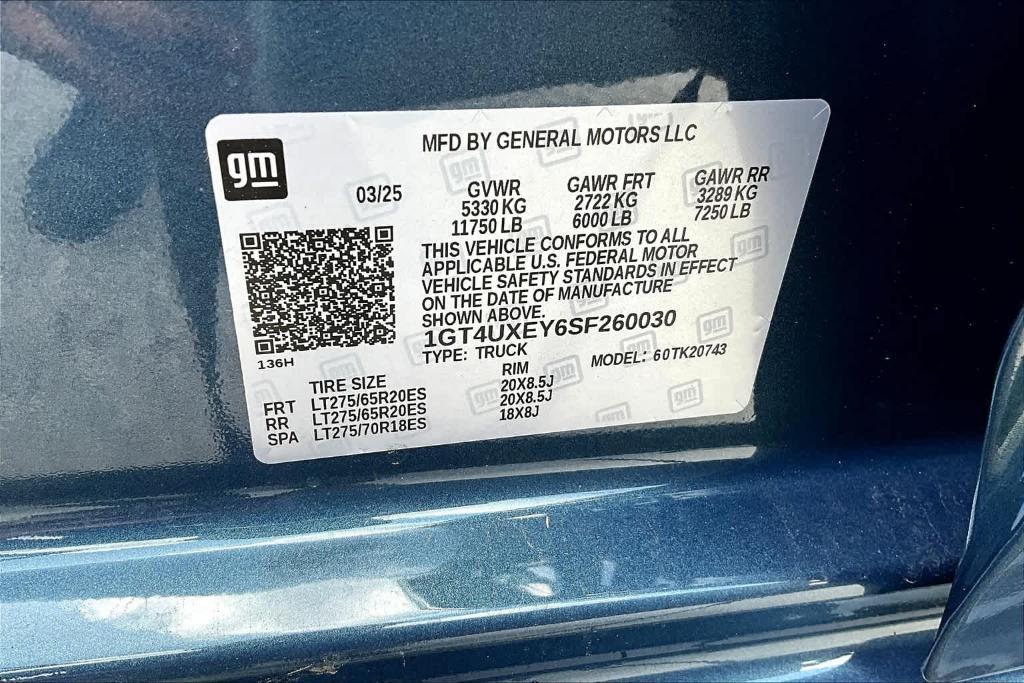 gm
MFD BY GENERAL MOTORS LLC
03/25
GVWR GAWR FRT GAWR RR
5330 KG 2722 KG 3289 KG
11750 LB 6000 LB 7250 LB
THIS VEHICLE CONFORMS TO ALL
APPLICABLE U.S. FEDERAL MOTOR
VEHICLE SAFETY STANDARDS IN EFFECT
ON THE DATE OF MANUFACTURE
SHOWN ABOVE.
1GT4UXEY6SF260030
136H
TYPE: TRUCK MODEL: 60TK20743
TIRE SIZE RIM
FRT LT275/65R20ES 20X8.5J
RR LT275/65R20ES 20X8.5J
SPA LT275/70R18ES 18X8J